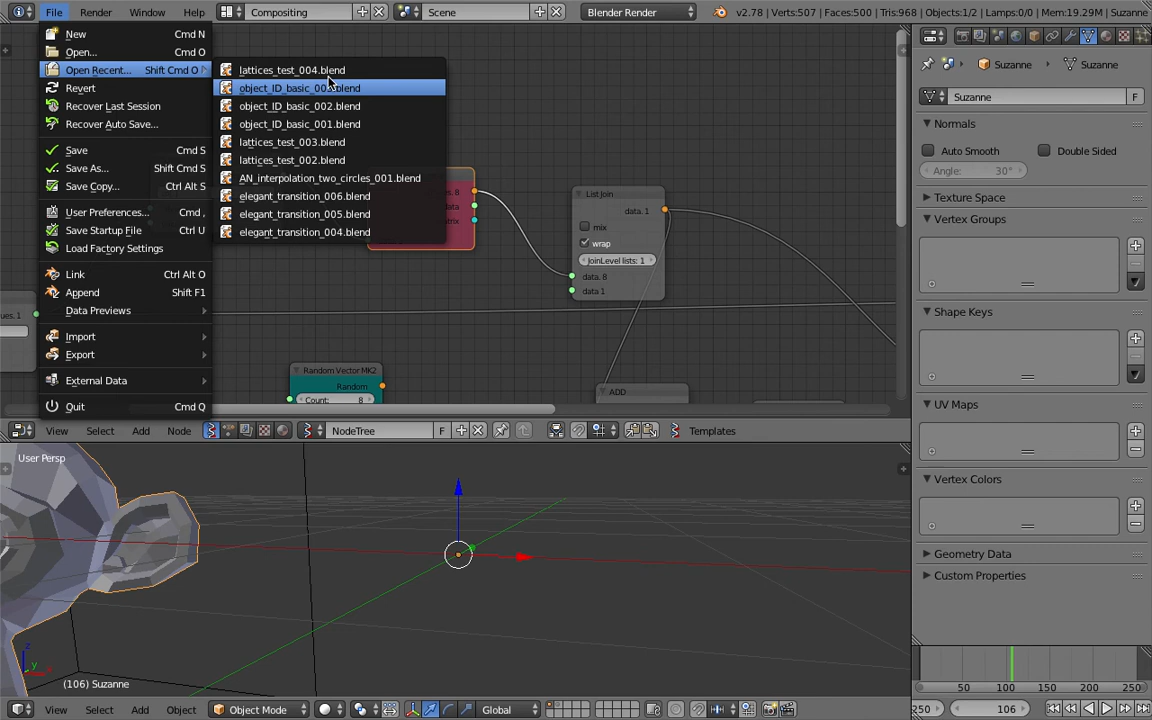 File Render Window Help Compositing Scene Blender Render v2.78 | Verts:507 | Faces:500 | Tris:968 | Objects:1/2 | Lamps:0/0 | Mem:19.29M | Suzanne
New Cmd N
Open... Cmd O
Open Recent... Shift Cmd O
Revert
Recover Last Session
Recover Auto Save...
Save Cmd S
Save As... Shift Cmd S
Save Copy... Ctrl Alt S
User Preferences... Cmd ,
Save Startup File Ctrl U
Load Factory Settings
Link Ctrl Alt O
Append Shift F1
Data Previews
Import
Export
External Data
Quit Cmd Q
lattices_test_004.blend
object_ID_basic_002.blend
object_ID_basic_001.blend
lattices_test_003.blend
lattices_test_002.blend
AN_interpolation_two_circles_001.blend
elegant_transition_006.blend
elegant_transition_005.blend
elegant_transition_004.blend
List Join
data. 1
mix
wrap
JoinLevel lists: 1
data. 8
data 1
Random Vector MK2
Random
Count: 8
ADD
View Select Add Node NodeTree F Templates
User Persp
(106) Suzanne
View Select Add Object Object Mode Global
Suzanne Suzanne
Suzanne F
Normals
Auto Smooth Double Sided
Angle: 30°
Texture Space
Vertex Groups
Shape Keys
UV Maps
Vertex Colors
Geometry Data
Custom Properties
50 100 150 200 250
250 106